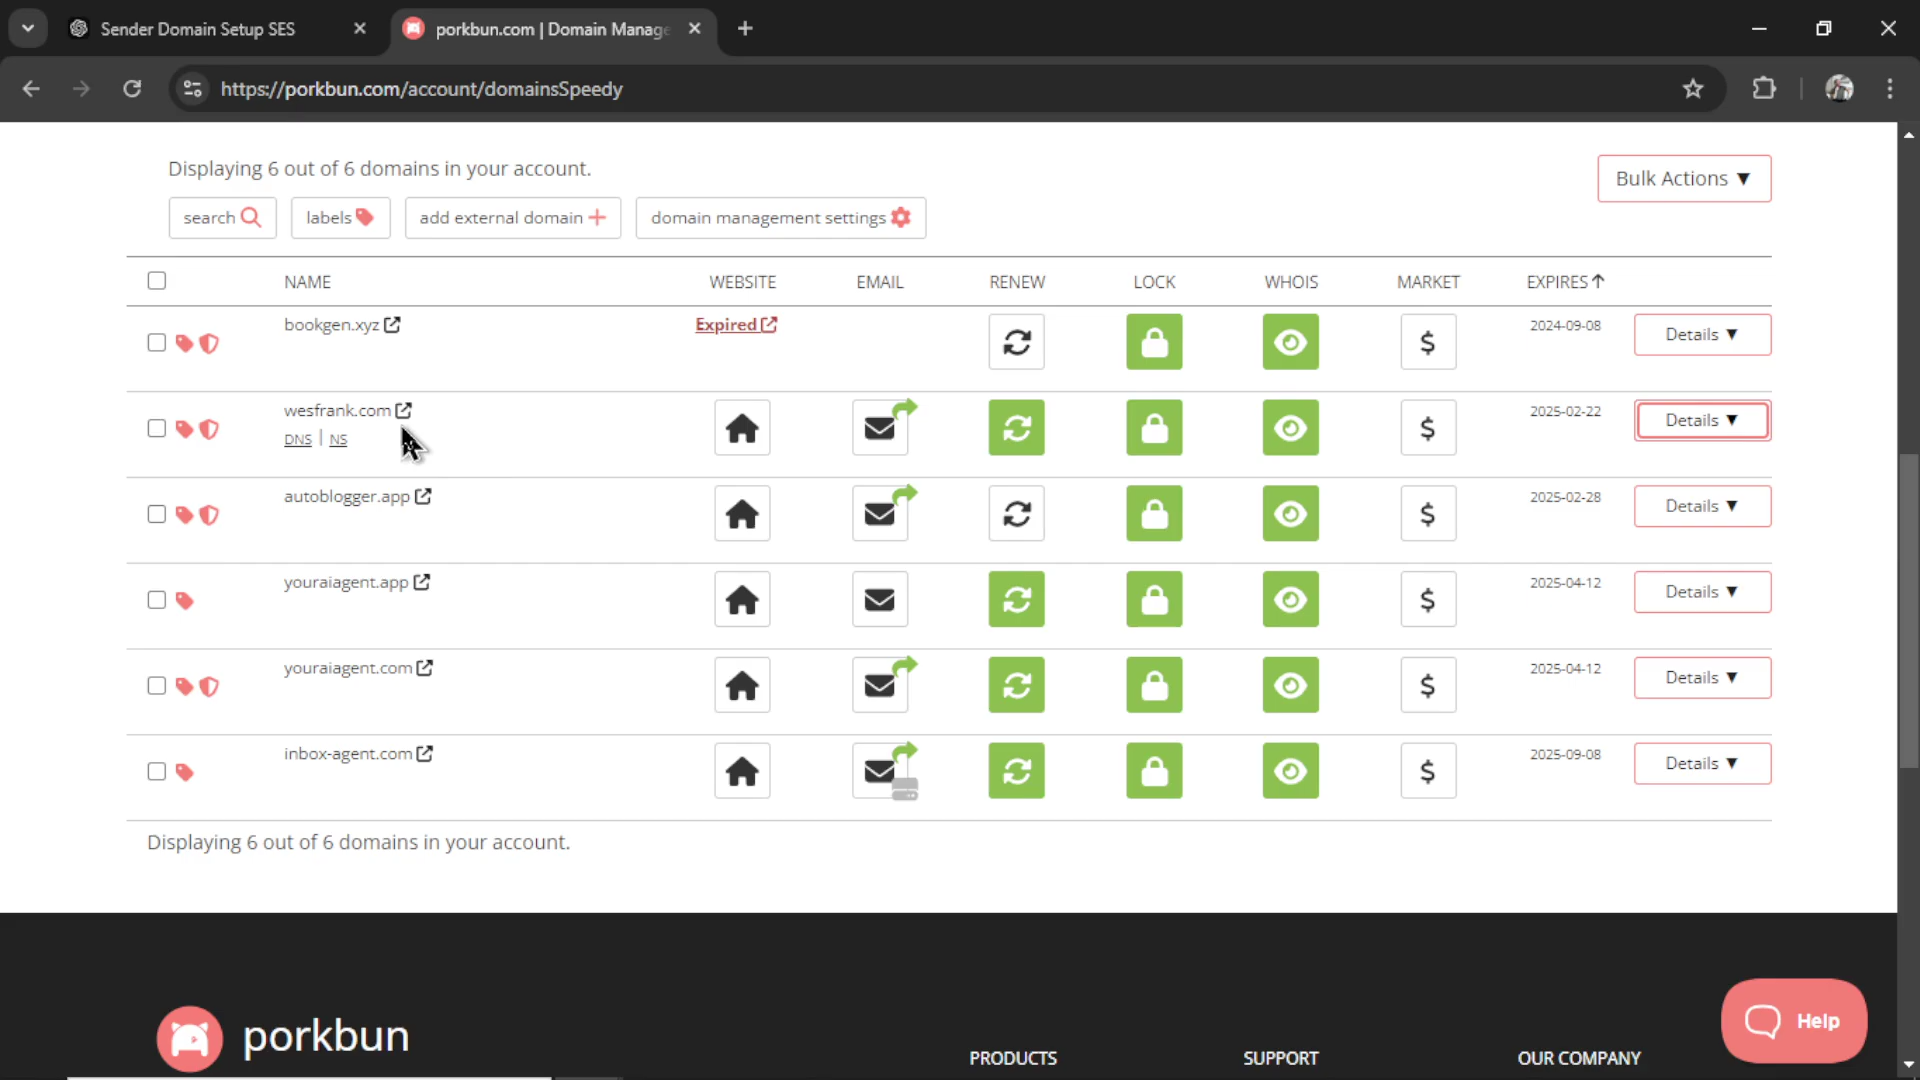 Sender Domain Setup SES
porkbun.com | Domain Manage
https://porkbun.com/account/domainsSpeedy
Displaying 6 out of 6 domains in your account.
Bulk Actions ▼
search
labels
add external domain +
domain management settings
NAME WEBSITE EMAIL RENEW LOCK WHOIS MARKET EXPIRES↑
bookgen.xyz Expired $ 2024-09-08 Details ▼
wesfrank.com $ 2025-02-22 Details ▼
DNS | NS
autoblogger.app $ 2025-02-28 Details ▼
youraiagent.app $ 2025-04-12 Details ▼
youraiagent.com $ 2025-04-12 Details ▼
inbox-agent.com $ 2025-09-08 Details ▼
Displaying 6 out of 6 domains in your account.
porkbun
PRODUCTS
SUPPORT
OUR COMPANY
Help